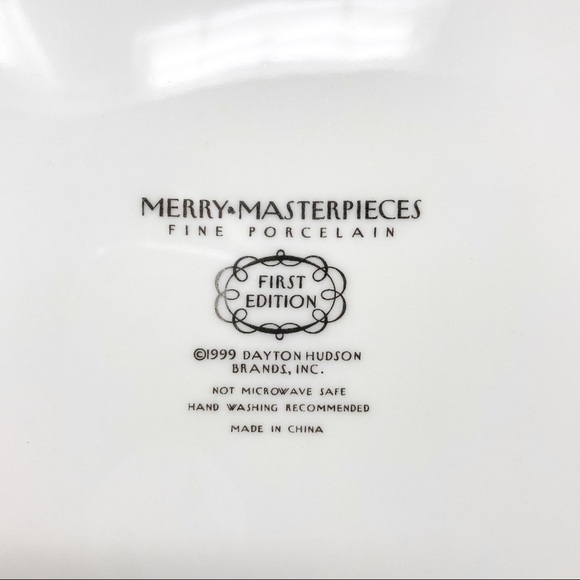 MERRY•MASTERPIECES
FINE PORCELAIN
FIRST
EDITION
©1999 DAYTON HUDSON
BRANDS, INC.
NOT MICROWAVE SAFE
HAND WASHING RECOMMENDED
MADE IN CHINA